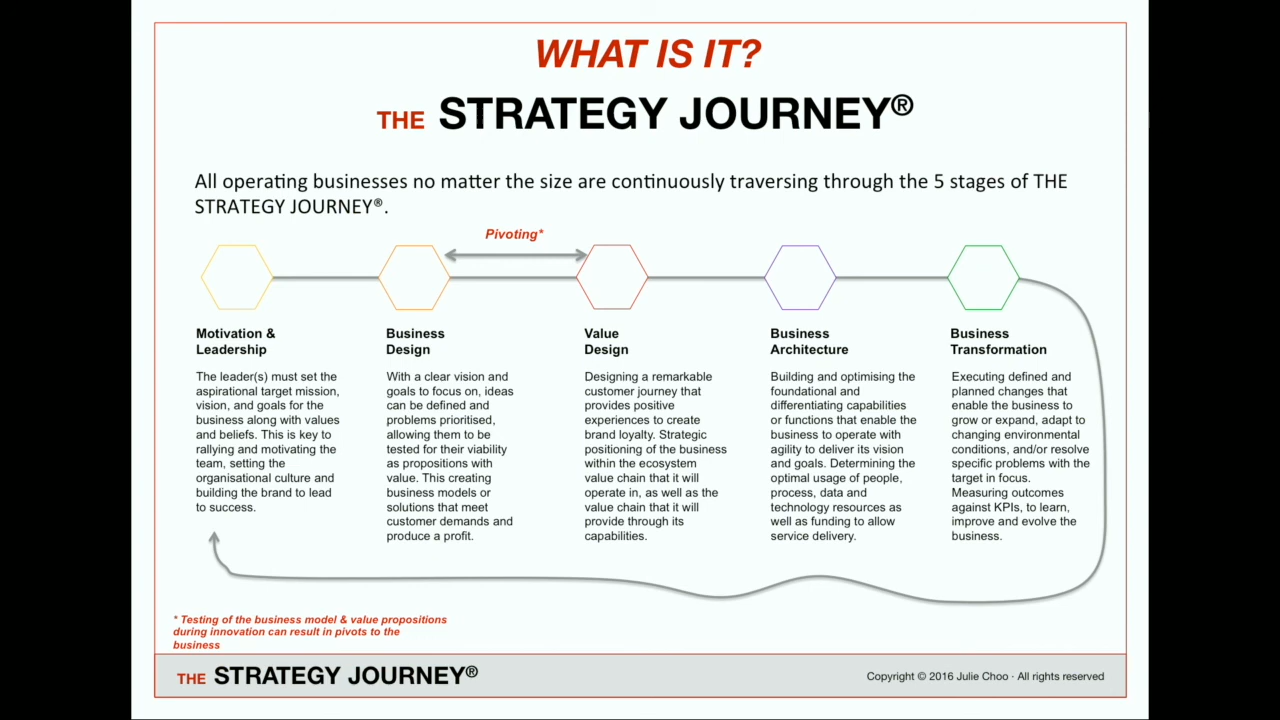 WHAT IS IT?
THE STRATEGY JOURNEY®
All operating businesses no matter the size are continuously traversing through the 5 stages of THE
STRATEGY JOURNEY®.
Pivoting*
Motivation &
Leadership
The leader(s) must set the
aspirational target mission,
vision, and goals for the
business along with values
and beliefs. This is key to
rallying and motivating the
team, setting the
organisational culture and
building the brand to lead
to success.
Business
Design
With a clear vision and
goals to focus on, ideas
can be defined and
problems prioritised,
allowing them to be
tested for their viability
as propositions with
value. This creating
business models or
solutions that meet
customer demands and
produce a profit.
Value
Design
Designing a remarkable
customer journey that
provides positive
experiences to create
brand loyalty. Strategic
positioning of the business
within the ecosystem
value chain that it will
operate in, as well as the
value chain that it will
provide through its
capabilities.
Business
Architecture
Building and optimising the
foundational and
differentiating capabilities
or functions that enable the
business to operate with
agility to deliver its vision
and goals. Determining the
optimal usage of people,
process, data and
technology resources as
well as funding to allow
service delivery.
Business
Transformation
Executing defined and
planned changes that
enable the business to
grow or expand, adapt to
changing environmental
conditions, and/or resolve
specific problems with the
target in focus.
Measuring outcomes
against KPIs, to learn,
improve and evolve the
business.
* Testing of the business model & value propositions
during innovation can result in pivots to the
business
THE STRATEGY JOURNEY®
Copyright © 2016 Julie Choo · All rights reserved